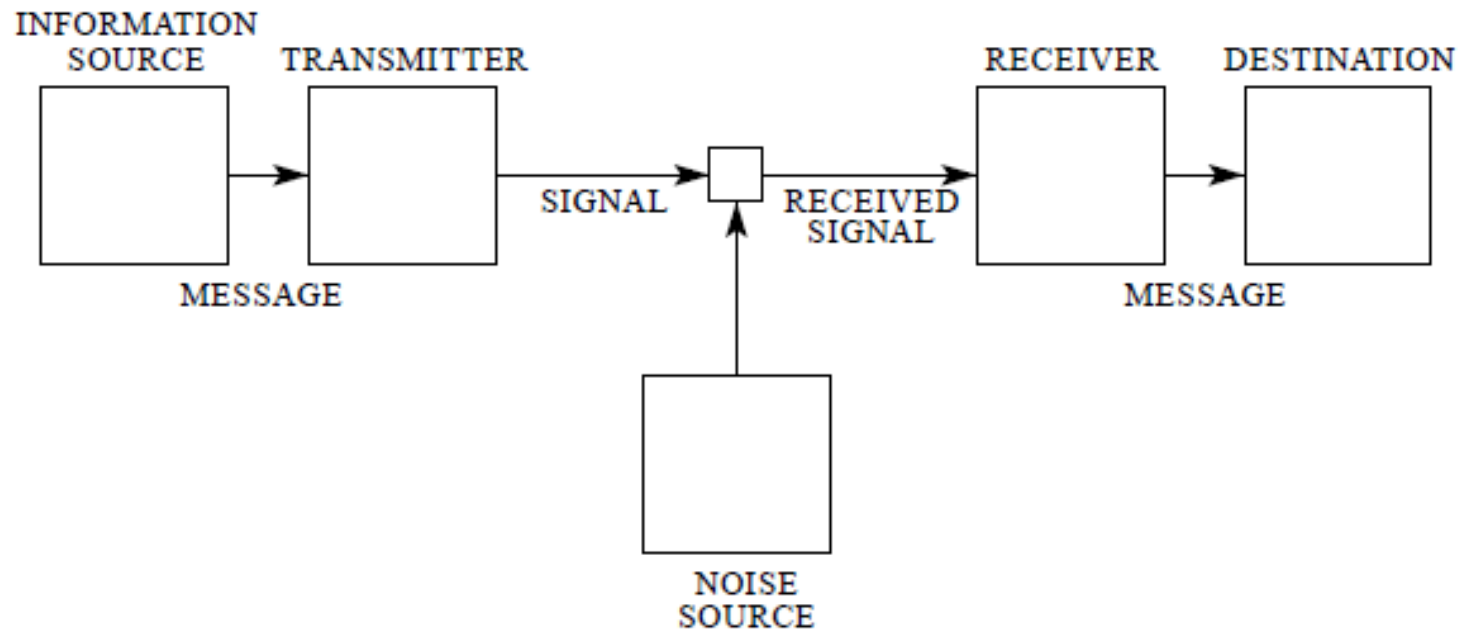 INFORMATION
SOURCE
TRANSMITTER
RECEIVER
DESTINATION
SIGNAL
RECEIVED
SIGNAL
MESSAGE
MESSAGE
NOISE
SOURCE